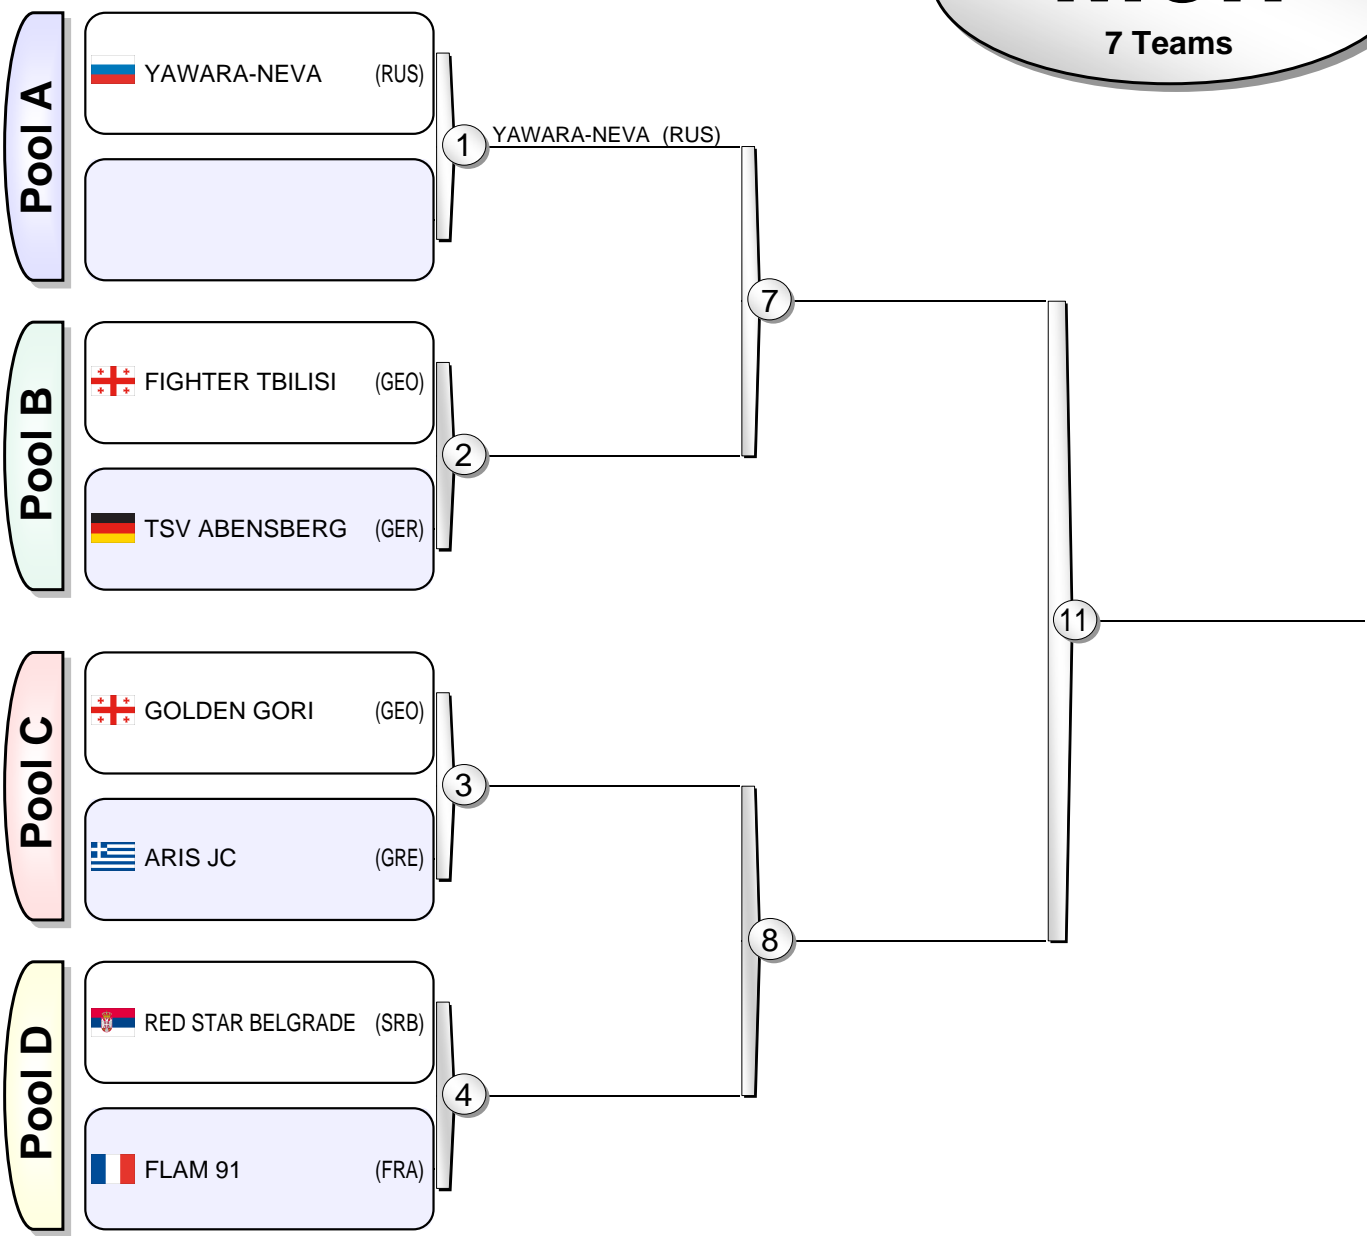 7 Teams
Pool A
YAWARA-NEVA (RUS)
1
YAWARA-NEVA (RUS)
7
Pool B
FIGHTER TBILISI (GEO)
2
TSV ABENSBERG (GER)
11
Pool C
GOLDEN GORI (GEO)
3
ARIS JC (GRE)
8
Pool D
RED STAR BELGRADE (SRB)
4
FLAM 91 (FRA)